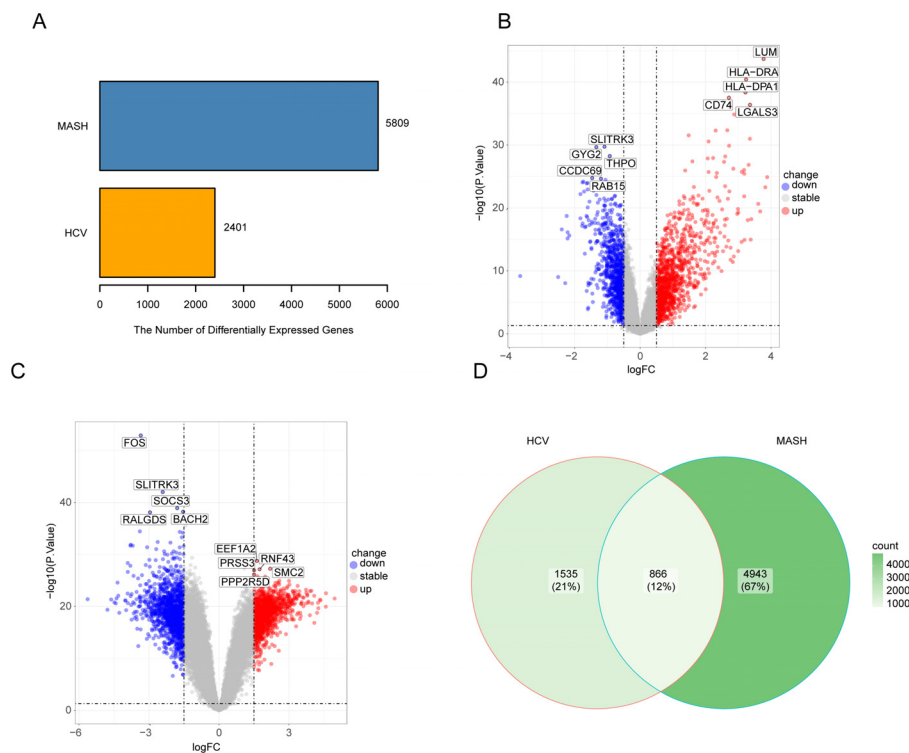 A
MASH
5809
HCV
2401
0 1000 2000 3000 4000 5000 6000
The Number of Differentially Expressed Genes
B
LUM
HLA-DRA
HLA-DPA1
CD74
LGALS3
SLITRK3
GYG2
THPO
CCDC69
RAB15
40
30
20
10
0
-log10(P.Value)
-4 -2 0 2 4
logFC
change
down
stable
up
C
FOS
SLITRK3
SOCS3
RALGDS
BACH2
EEF1A2
PRSS3
RNF43
SMC2
PPP2R5D
40
20
0
-log10(P.Value)
-6 -3 0 3
logFC
change
down
stable
up
D
HCV
MASH
1535
(21%)
866
(12%)
4943
(67%)
count
4000
3000
2000
1000